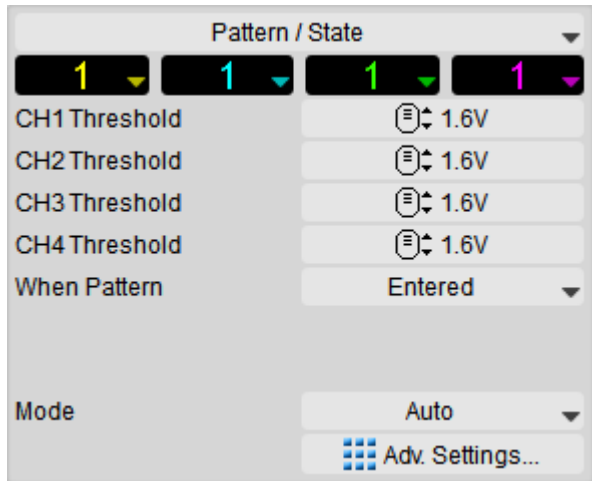 Pattern / State
1 1 1 1
CH1 Threshold 1.6V
CH2 Threshold 1.6V
CH3 Threshold 1.6V
CH4 Threshold 1.6V
When Pattern Entered
Mode Auto
Adv. Settings...